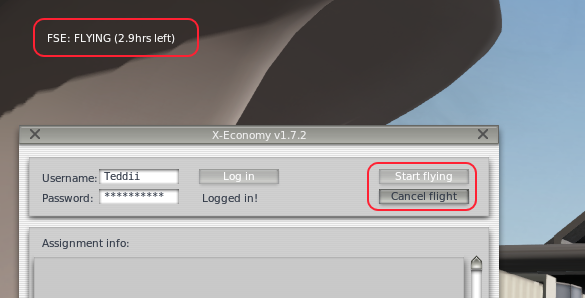 FSE: FLYING (2.9hrs left)
X-Economy v1.7.2
Username: Teddii Log in Start flying
Password: ********** Logged in! Cancel flight
Assignment info: